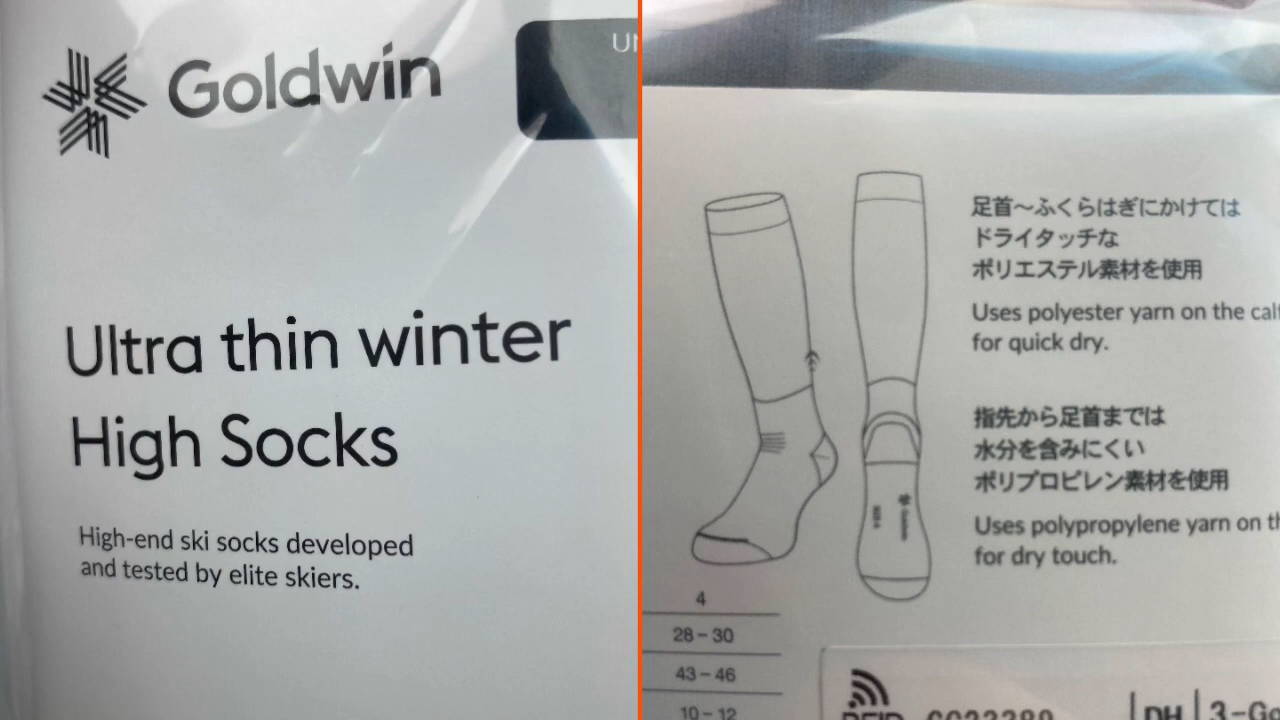 Goldwin
Ultra thin winter
High Socks
High-end ski socks developed
and tested by elite skiers.
足首～ふくらはぎにかけては
ドライタッチな
ポリエステル素材を使用
Uses polyester yarn on the calf
for quick dry.
指先から足首までは
水分を含みにくい
ポリプロピレン素材を使用
Uses polypropylene yarn on
for dry touch.
4
28 – 30
43 – 46
10 – 12
RFID
DH